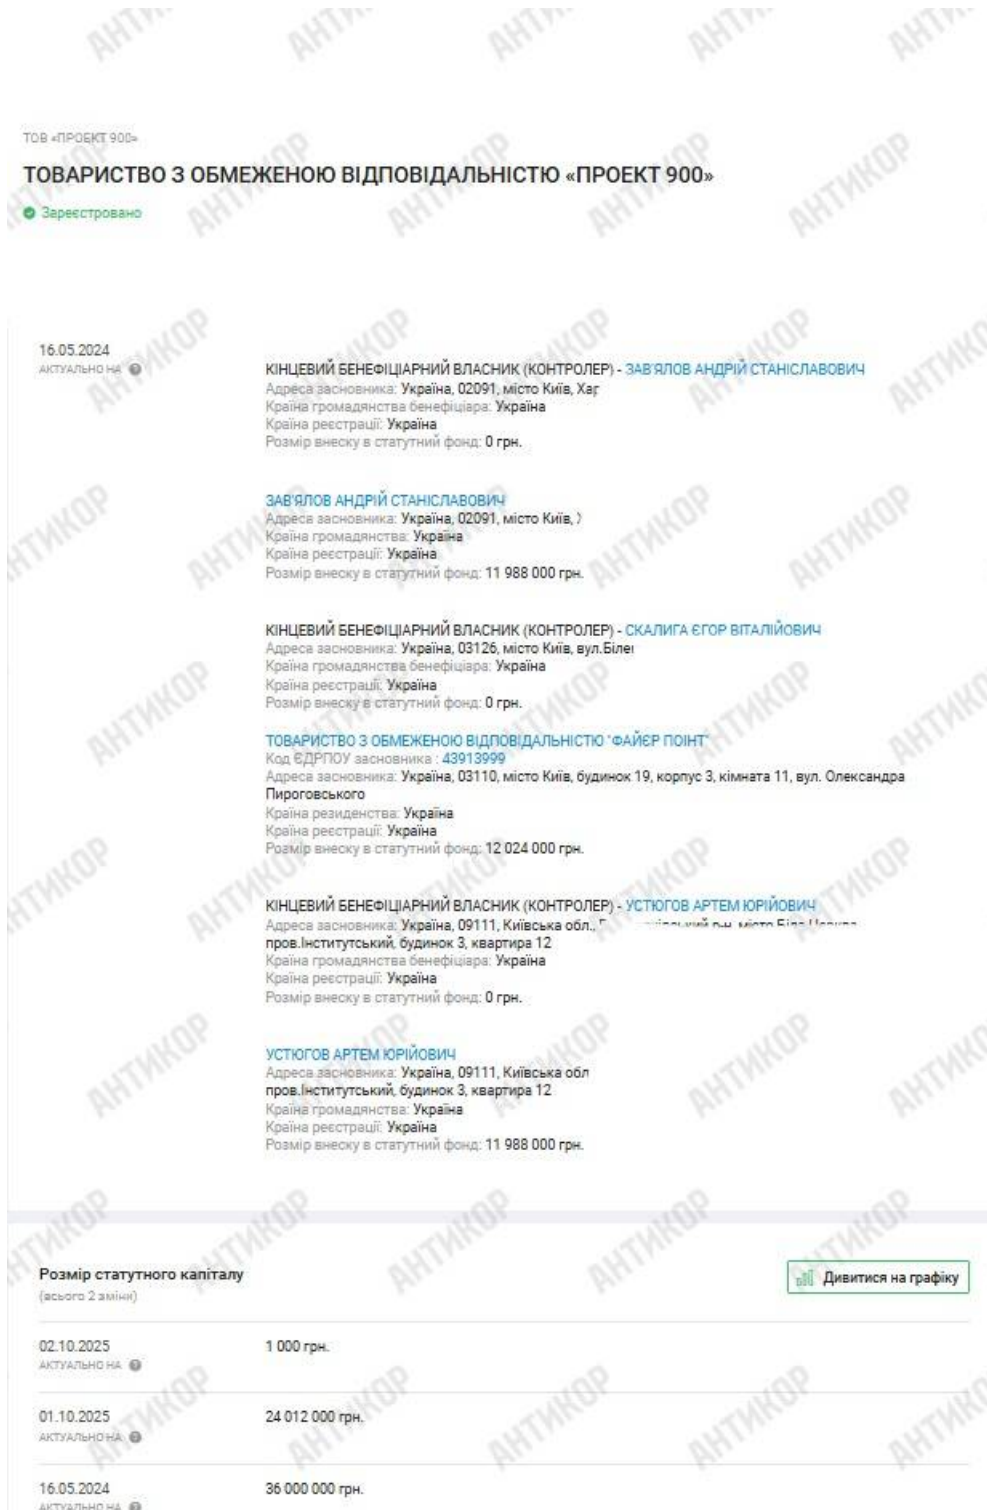 ТОВ «ПРОЕКТ 900»
ТОВАРИСТВО З ОБМЕЖЕНОЮ ВІДПОВІДАЛЬНІСТЮ «ПРОЕКТ 900»
Зареєстровано
16.05.2024
АКТУАЛЬНО НА
КІНЦЕВИЙ БЕНЕФІЦІАРНИЙ ВЛАСНИК (КОНТРОЛЕР) - ЗАВ'ЯЛОВ АНДРІЙ СТАНІСЛАВОВИЧ
Адреса засновника: Україна, 02091, місто Київ, Хар
Країна громадянства бенефіціара: Україна
Країна реєстрації: Україна
Розмір внеску в статутний фонд: 0 грн.
ЗАВ'ЯЛОВ АНДРІЙ СТАНІСЛАВОВИЧ
Адреса засновника: Україна, 02091, місто Київ,
Країна громадянства: Україна
Країна реєстрації: Україна
Розмір внеску в статутний фонд: 11 988 000 грн.
КІНЦЕВИЙ БЕНЕФІЦІАРНИЙ ВЛАСНИК (КОНТРОЛЕР) - СКАЛИГА ЄГОР ВІТАЛІЙОВИЧ
Адреса засновника: Україна, 03126, місто Київ, вул.Біле
Країна громадянства бенефіціара: Україна
Країна реєстрації: Україна
Розмір внеску в статутний фонд: 0 грн.
ТОВАРИСТВО З ОБМЕЖЕНОЮ ВІДПОВІДАЛЬНІСТЮ "ФАЙЄР ПОІНТ"
Код ЄДРПОУ засновника : 43913999
Адреса засновника: Україна, 03110, місто Київ, будинок 19, корпус 3, кімната 11, вул. Олександра
Пироговського
Країна резиденства: Україна
Країна реєстрації: Україна
Розмір внеску в статутний фонд: 12 024 000 грн.
КІНЦЕВИЙ БЕНЕФІЦІАРНИЙ ВЛАСНИК (КОНТРОЛЕР) - УСТЮГОВ АРТЕМ ЮРІЙОВИЧ
Адреса засновника: Україна, 09111, Київська обл., р-н, місто Біла Церква
пров.Інститутський, будинок 3, квартира 12
Країна громадянства бенефіціара: Україна
Країна реєстрації: Україна
Розмір внеску в статутний фонд: 0 грн.
УСТЮГОВ АРТЕМ ЮРІЙОВИЧ
Адреса засновника: Україна, 09111, Київська обл
пров.Інститутський, будинок 3, квартира 12
Країна громадянства: Україна
Країна реєстрації: Україна
Розмір внеску в статутний фонд: 11 988 000 грн.
Розмір статутного капіталу
(всього 2 зміни)
Дивитися на графіку
02.10.2025
АКТУАЛЬНО НА
1 000 грн.
01.10.2025
АКТУАЛЬНО НА
24 012 000 грн.
16.05.2024
АКТУАЛЬНО НА
36 000 000 грн.
АНТИКОР